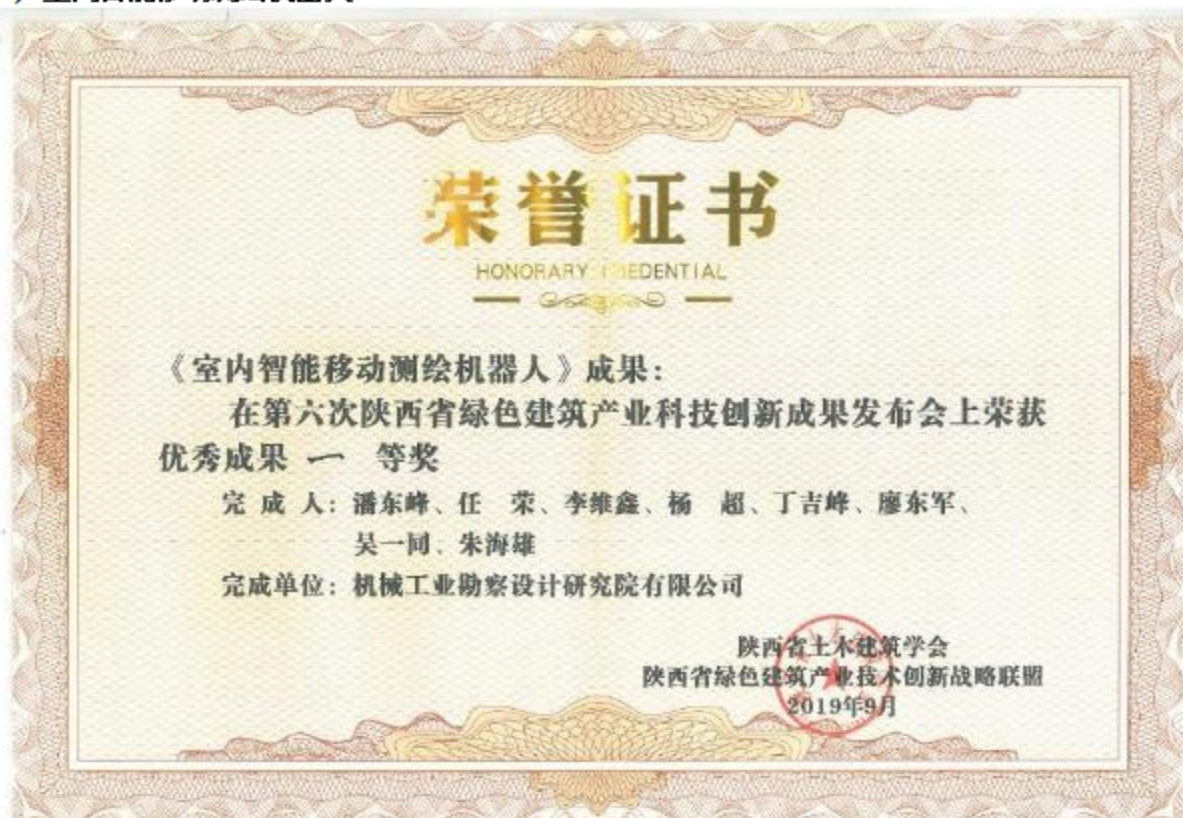 荣誉证书
HONORARY CREDENTIAL
《室内智能移动测绘机器人》成果：
在第六次陕西省绿色建筑产业科技创新成果发布会上荣获
优秀成果 一 等奖
完 成 人：潘东峰、任 荣、李维鑫、杨 超、丁吉峰、廖东军、
吴一同、朱海雄
完成单位：机械工业勘察设计研究院有限公司
陕西省土木建筑学会
陕西省绿色建筑产业技术创新战略联盟
2019年9月